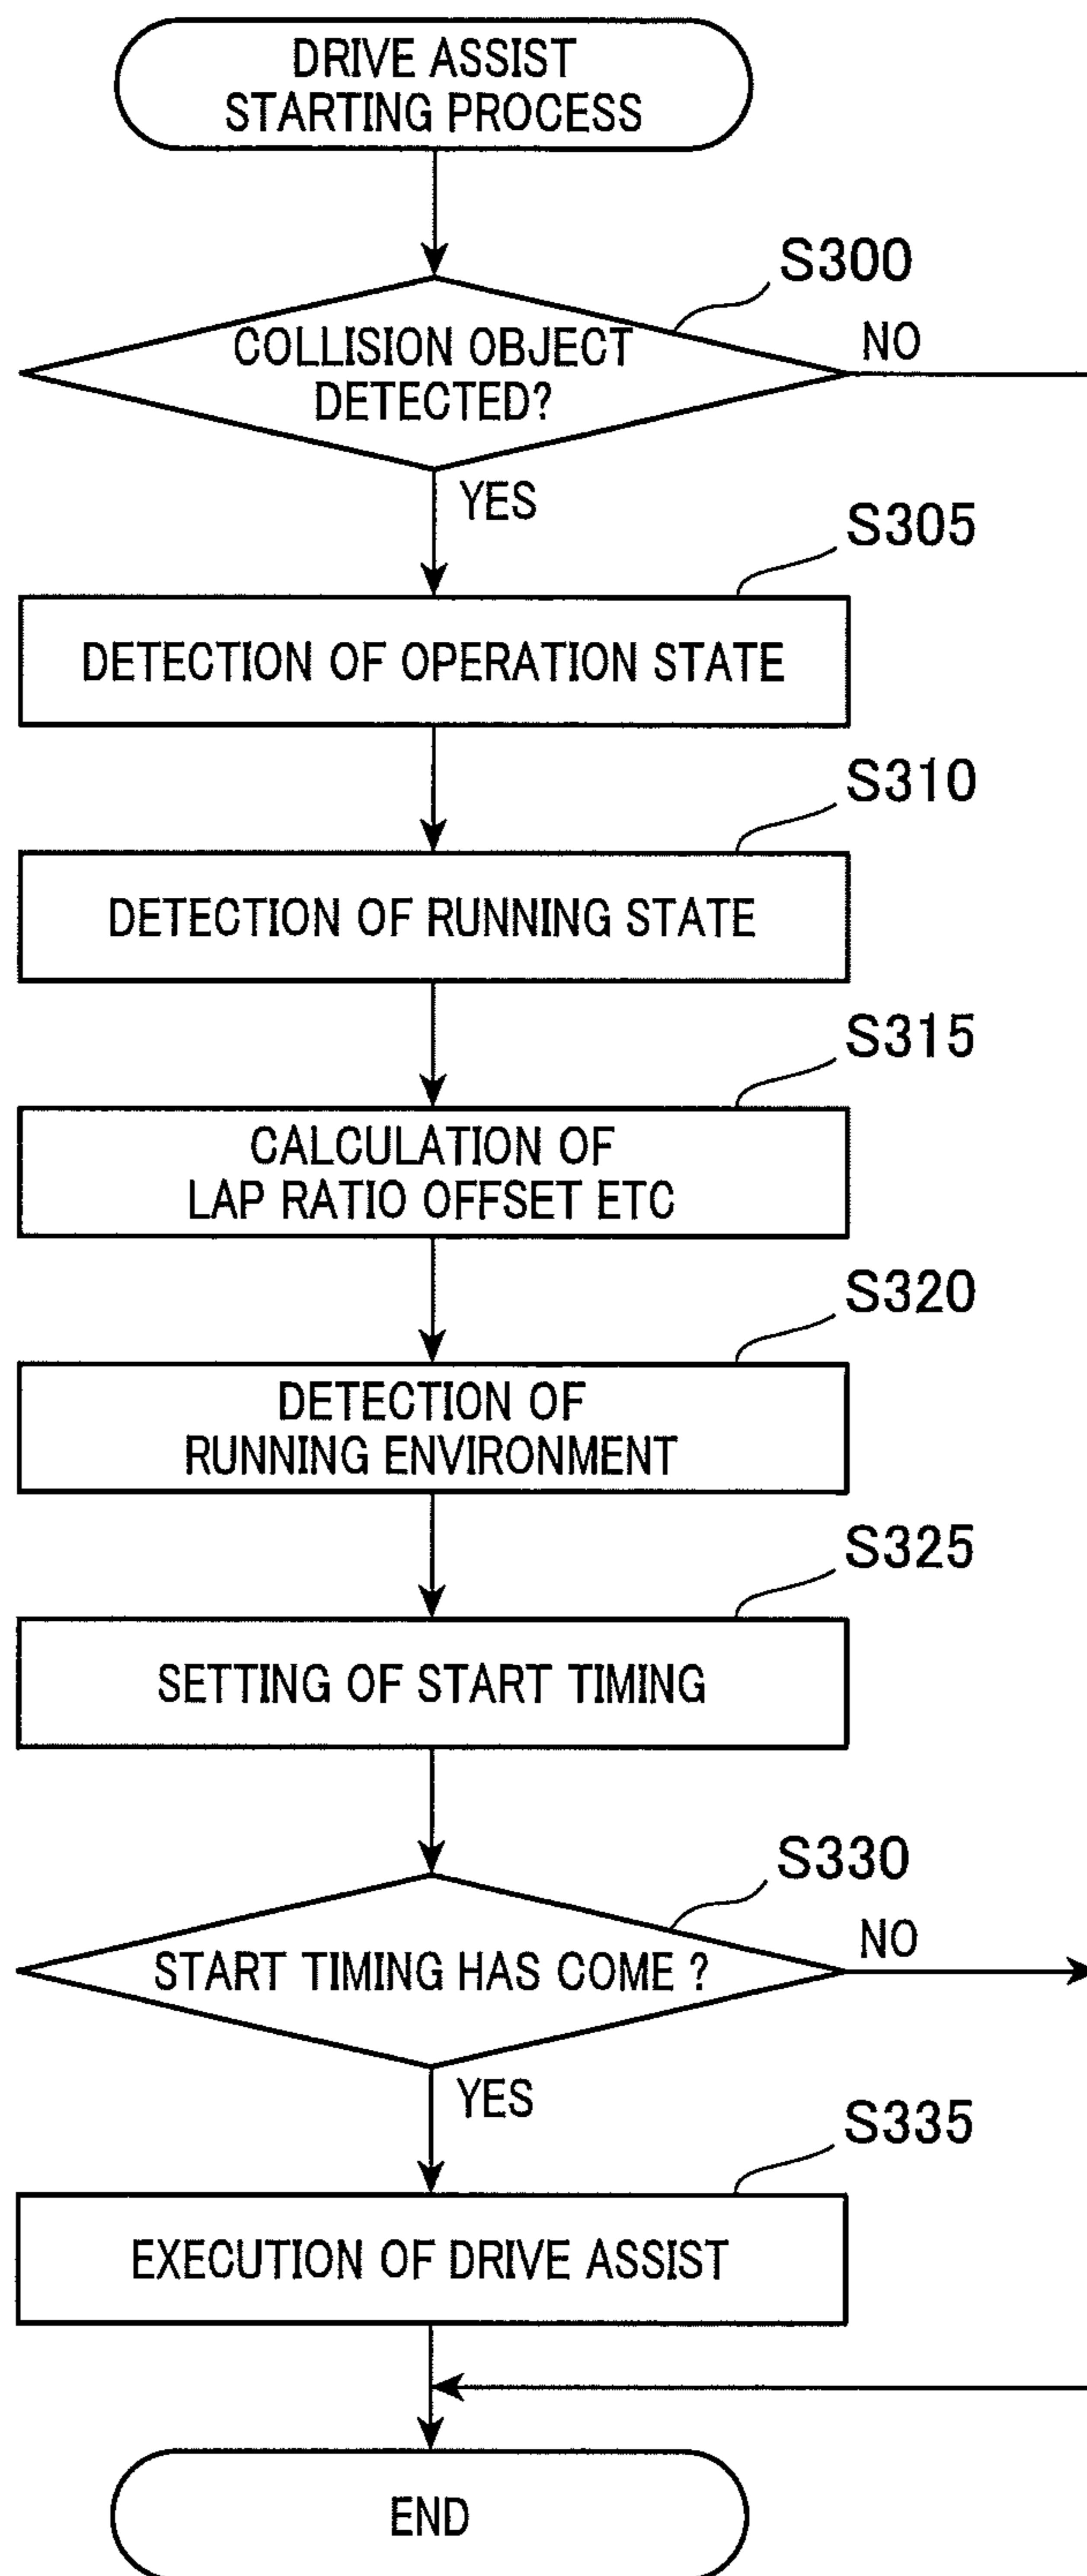 DRIVE ASSIST
STARTING PROCESS
S300
COLLISION OBJECT
DETECTED?
NO
YES
S305
DETECTION OF OPERATION STATE
S310
DETECTION OF RUNNING STATE
S315
CALCULATION OF
LAP RATIO OFFSET ETC
S320
DETECTION OF
RUNNING ENVIRONMENT
S325
SETTING OF START TIMING
S330
START TIMING HAS COME ?
NO
YES
S335
EXECUTION OF DRIVE ASSIST
END